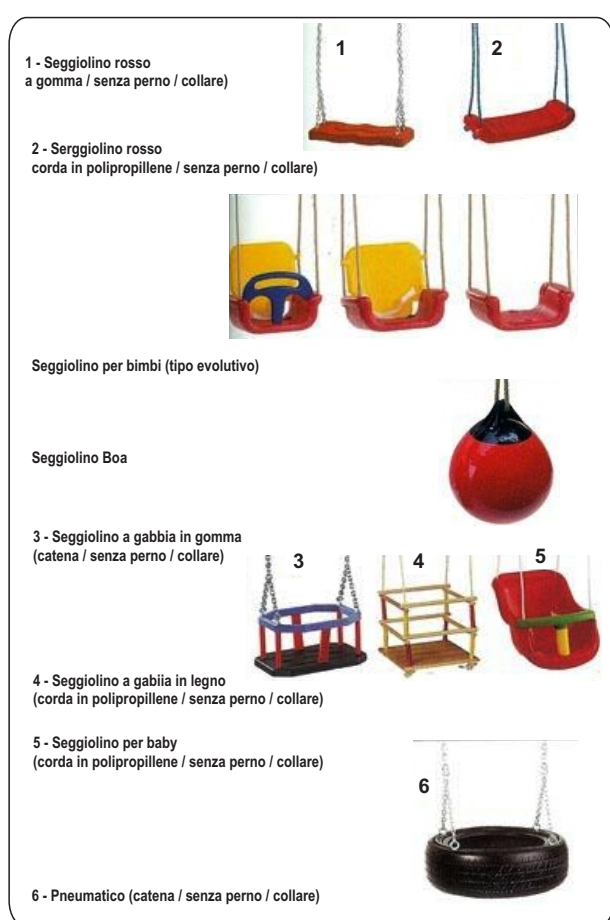 1 - Seggiolino rosso
a gomma / senza perno / collare)
1
2
2 - Serggiolino rosso
corda in polipropillene / senza perno / collare)
Seggiolino per bimbi (tipo evolutivo)
Seggiolino Boa
3 - Seggiolino a gabbia in gomma
(catena / senza perno / collare)
3
4
5
4 - Seggiolino a gabiia in legno
(corda in polipropillene / senza perno / collare)
5 - Seggiolino per baby
(corda in polipropillene / senza perno / collare)
6
6 - Pneumatico (catena / senza perno / collare)